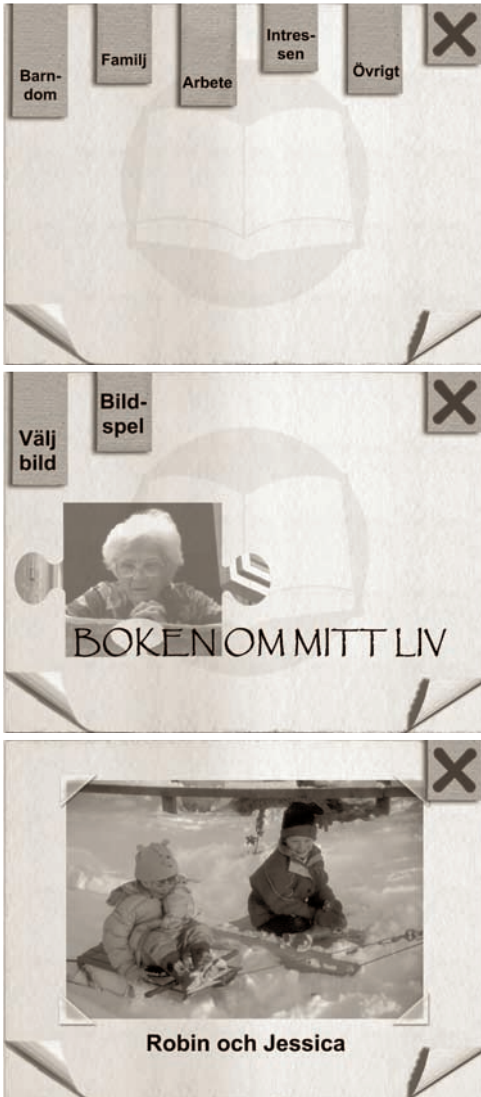 Barn-
dom
Familj
Arbete
Intres-
sen
Övrigt
Välj
bild
Bild-
spel
BOKEN OM MITT LIV
Robin och Jessica